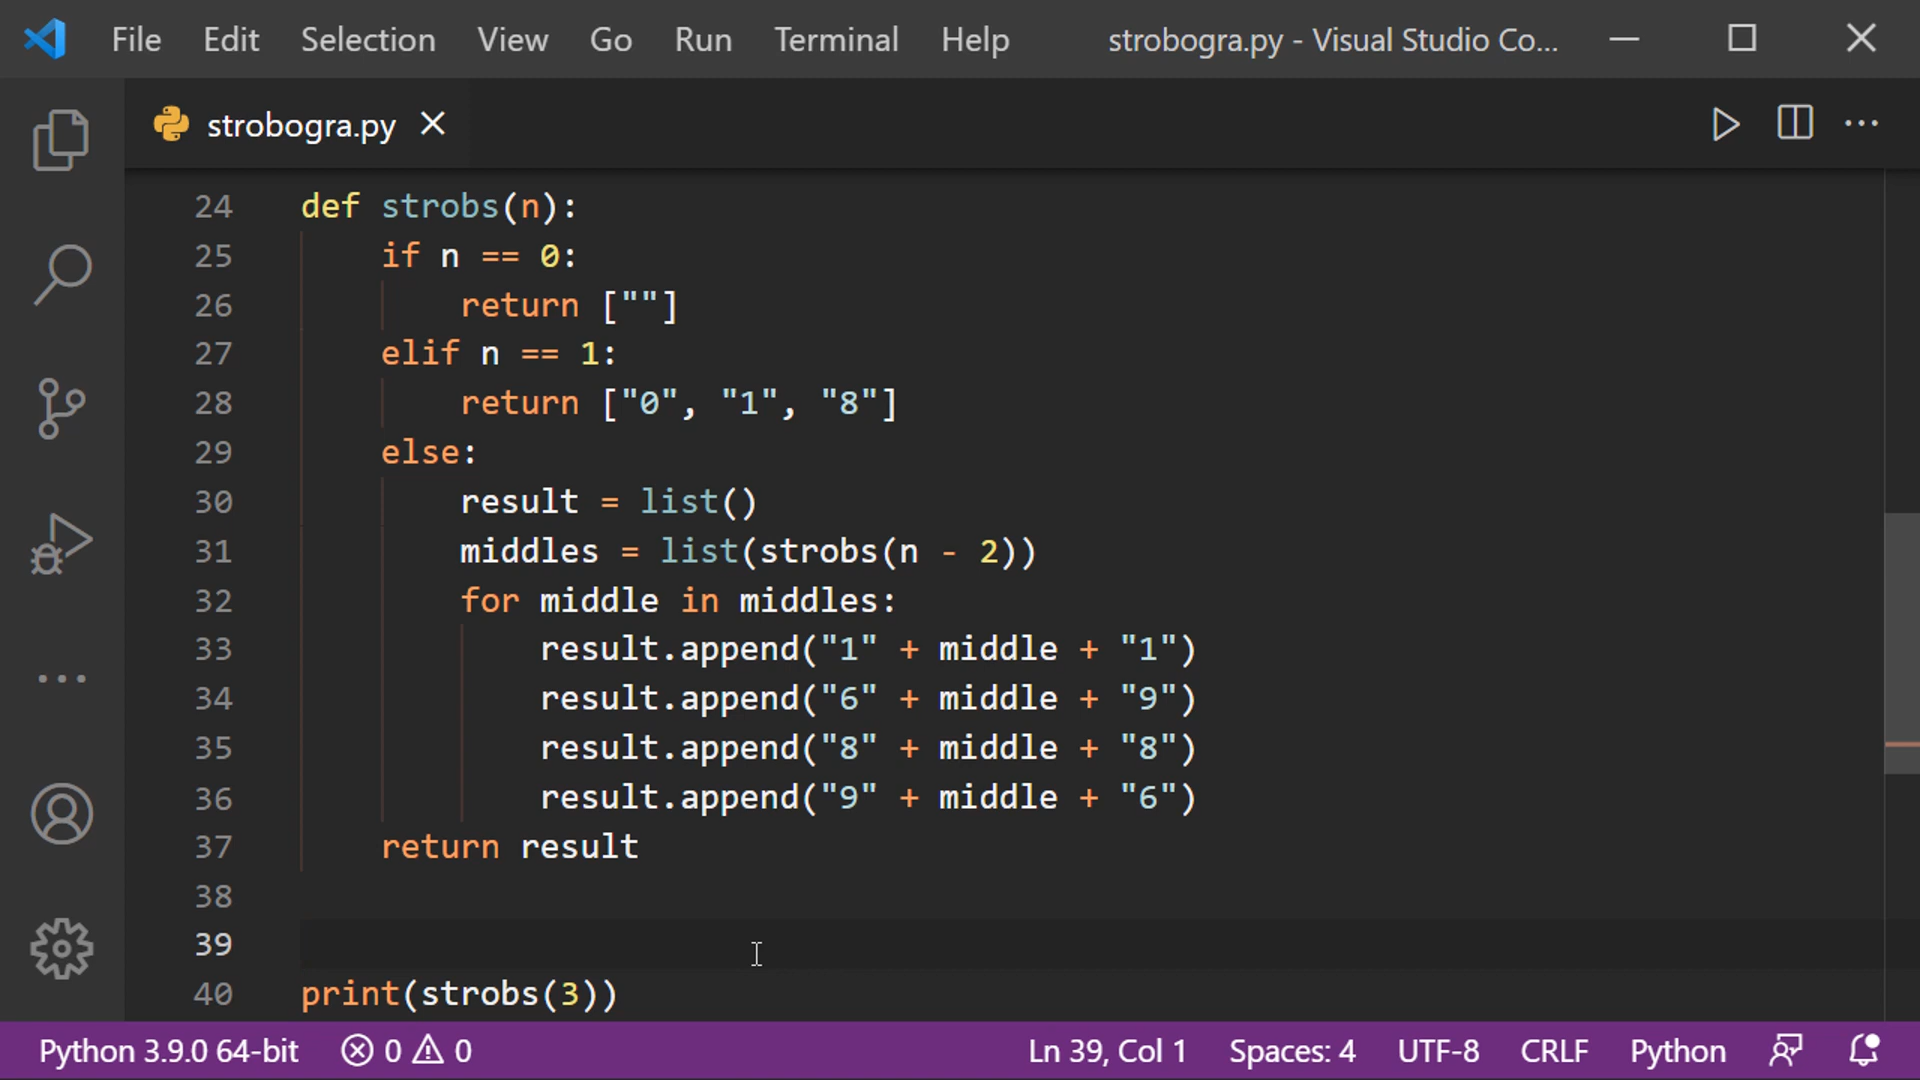 File Edit Selection View Go Run Terminal Help strobogra.py - Visual Studio Co...
strobogra.py
24 def strobs(n):
25 if n == 0:
26 return [""]
27 elif n == 1:
28 return ["0", "1", "8"]
29 else:
30 result = list()
31 middles = list(strobs(n - 2))
32 for middle in middles:
33 result.append("1" + middle + "1")
34 result.append("6" + middle + "9")
35 result.append("8" + middle + "8")
36 result.append("9" + middle + "6")
37 return result
38
39
40 print(strobs(3))
Python 3.9.0 64-bit 0 0 Ln 39, Col 1 Spaces: 4 UTF-8 CRLF Python